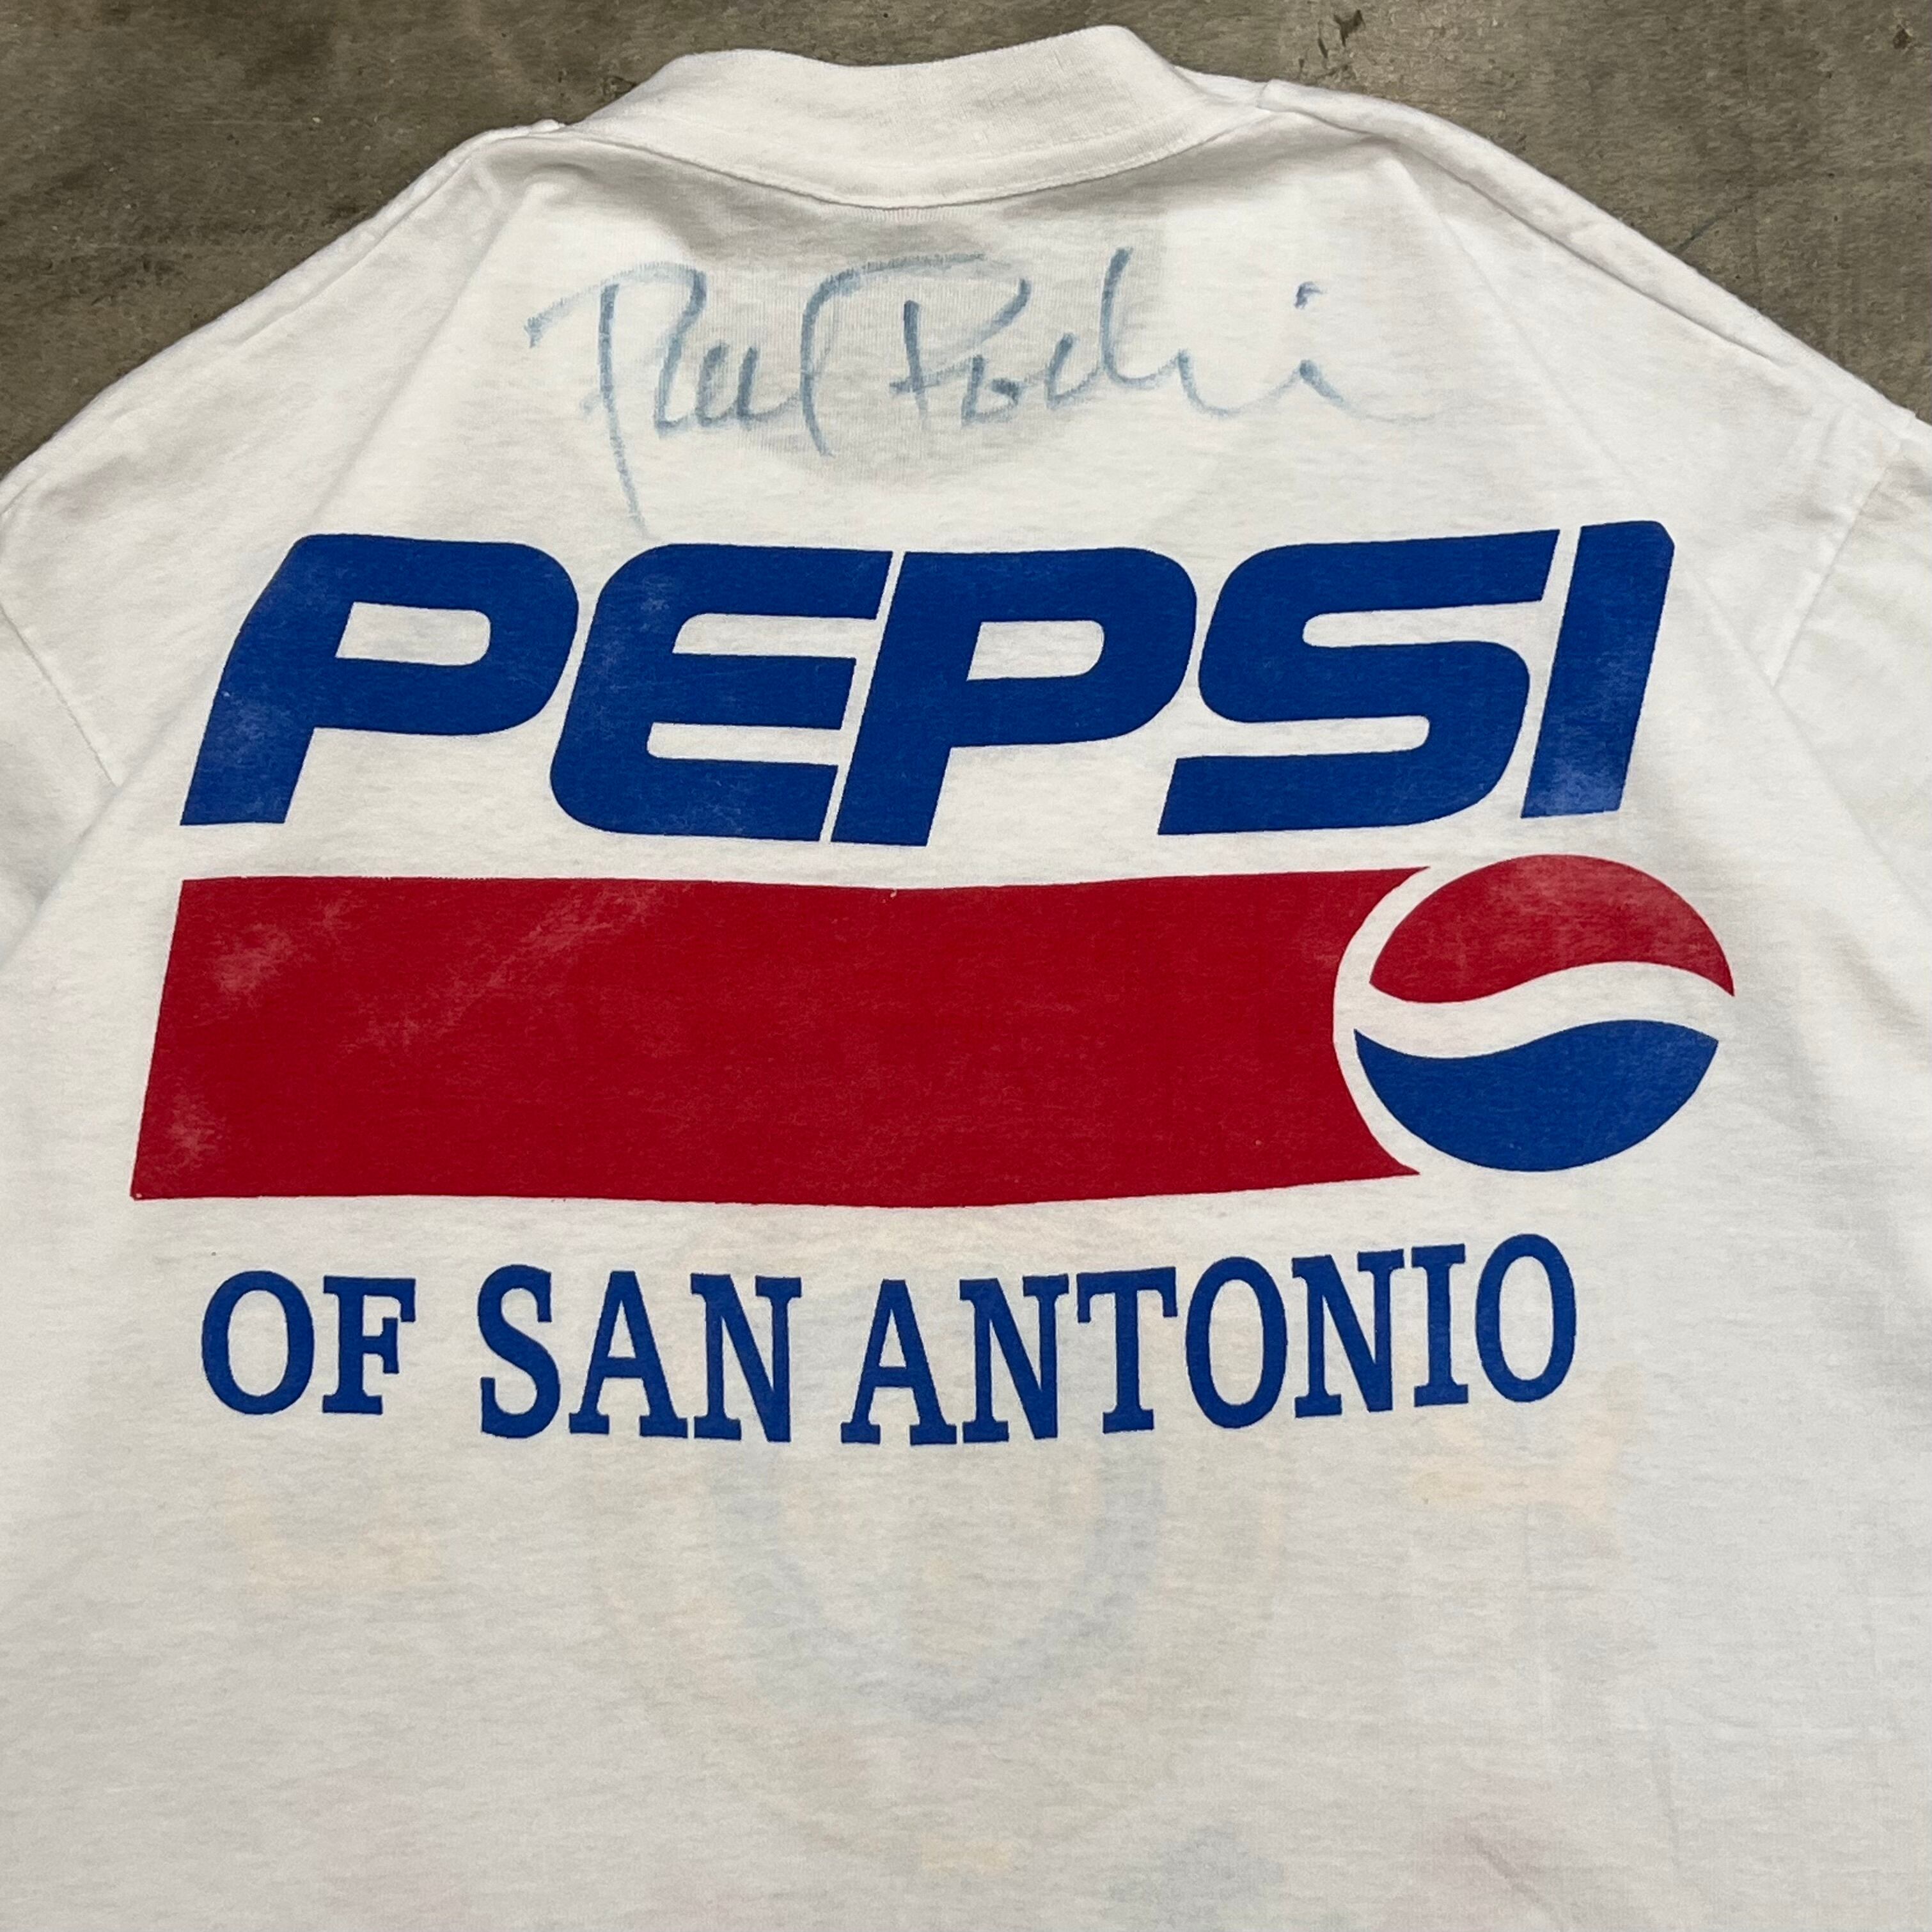 PEPSI
OF SAN ANTONIO